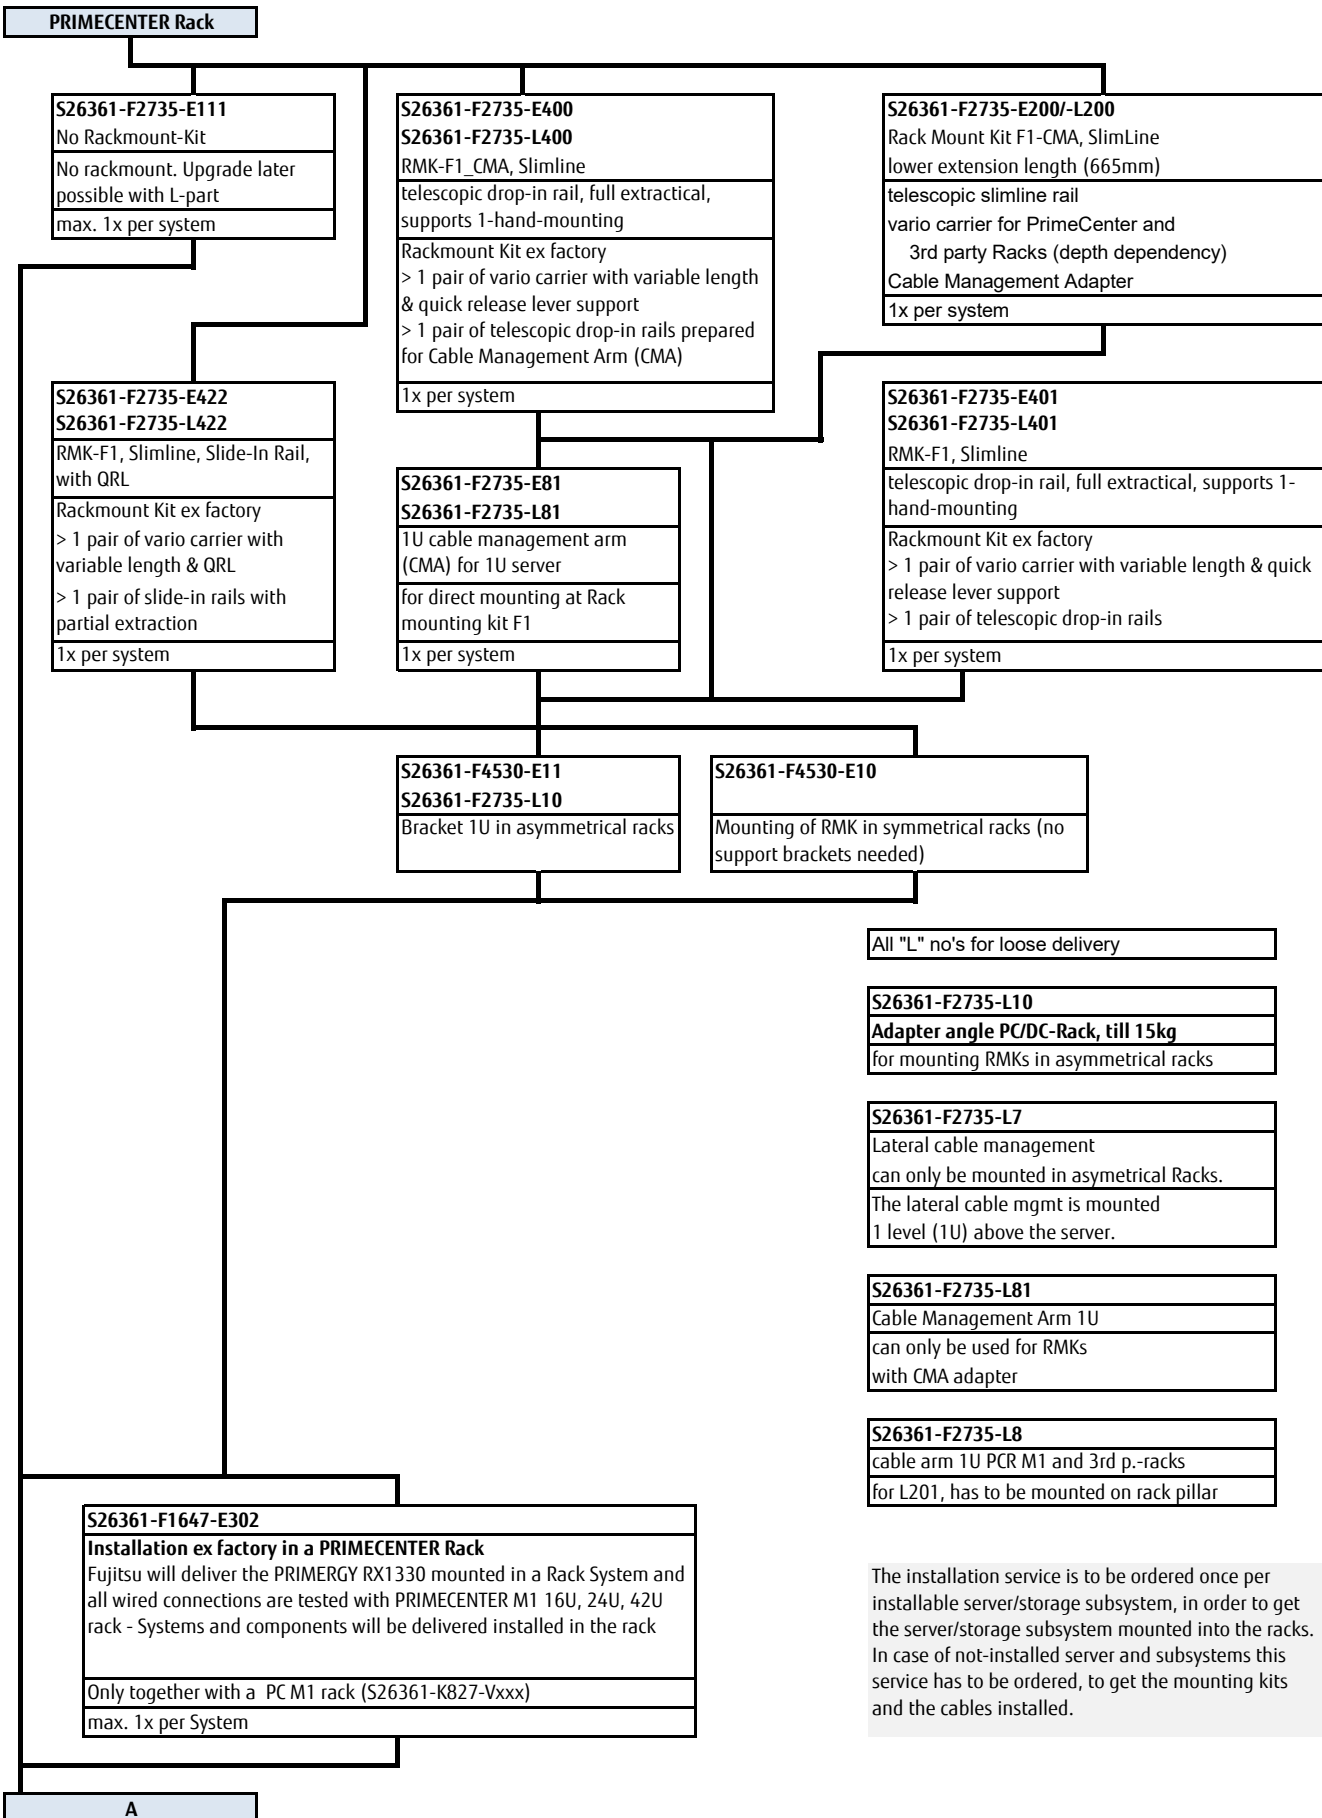 PRIMECENTER Rack
S26361-F2735-E111
No Rackmount-Kit
No rackmount. Upgrade later
possible with L-part
max. 1x per system
S26361-F2735-E400
S26361-F2735-L400
RMK-F1_CMA, Slimline
telescopic drop-in rail, full extractical,
supports 1-hand-mounting
Rackmount Kit ex factory
> 1 pair of vario carrier with variable length
& quick release lever support
> 1 pair of telescopic drop-in rails prepared
for Cable Management Arm (CMA)
1x per system
S26361-F2735-E200/-L200
Rack Mount Kit F1-CMA, SlimLine
lower extension length (665mm)
telescopic slimline rail
vario carrier for PrimeCenter and
3rd party Racks (depth dependency)
Cable Management Adapter
1x per system
S26361-F2735-E422
S26361-F2735-L422
RMK-F1, Slimline, Slide-In Rail,
with QRL
Rackmount Kit ex factory
> 1 pair of vario carrier with
variable length & QRL
> 1 pair of slide-in rails with
partial extraction
1x per system
S26361-F2735-E81
S26361-F2735-L81
1U cable management arm
(CMA) for 1U server
for direct mounting at Rack
mounting kit F1
1x per system
S26361-F2735-E401
S26361-F2735-L401
RMK-F1, Slimline
telescopic drop-in rail, full extractical, supports 1-
hand-mounting
Rackmount Kit ex factory
> 1 pair of vario carrier with variable length & quick
release lever support
> 1 pair of telescopic drop-in rails
1x per system
S26361-F4530-E11
S26361-F2735-L10
Bracket 1U in asymmetrical racks
S26361-F4530-E10
Mounting of RMK in symmetrical racks (no
support brackets needed)
All "L" no's for loose delivery
S26361-F2735-L10
Adapter angle PC/DC-Rack, till 15kg
for mounting RMKs in asymmetrical racks
S26361-F2735-L7
Lateral cable management
can only be mounted in asymetrical Racks.
The lateral cable mgmt is mounted
1 level (1U) above the server.
S26361-F2735-L81
Cable Management Arm 1U
can only be used for RMKs
with CMA adapter
S26361-F2735-L8
cable arm 1U PCR M1 and 3rd p.-racks
for L201, has to be mounted on rack pillar
S26361-F1647-E302
Installation ex factory in a PRIMECENTER Rack
Fujitsu will deliver the PRIMERGY RX1330 mounted in a Rack System and
all wired connections are tested with PRIMECENTER M1 16U, 24U, 42U
rack - Systems and components will be delivered installed in the rack
Only together with a  PC M1 rack (S26361-K827-Vxxx)
max. 1x per System
The installation service is to be ordered once per
installable server/storage subsystem, in order to get
the server/storage subsystem mounted into the racks.
In case of not-installed server and subsystems this
service has to be ordered, to get the mounting kits
and the cables installed.
A